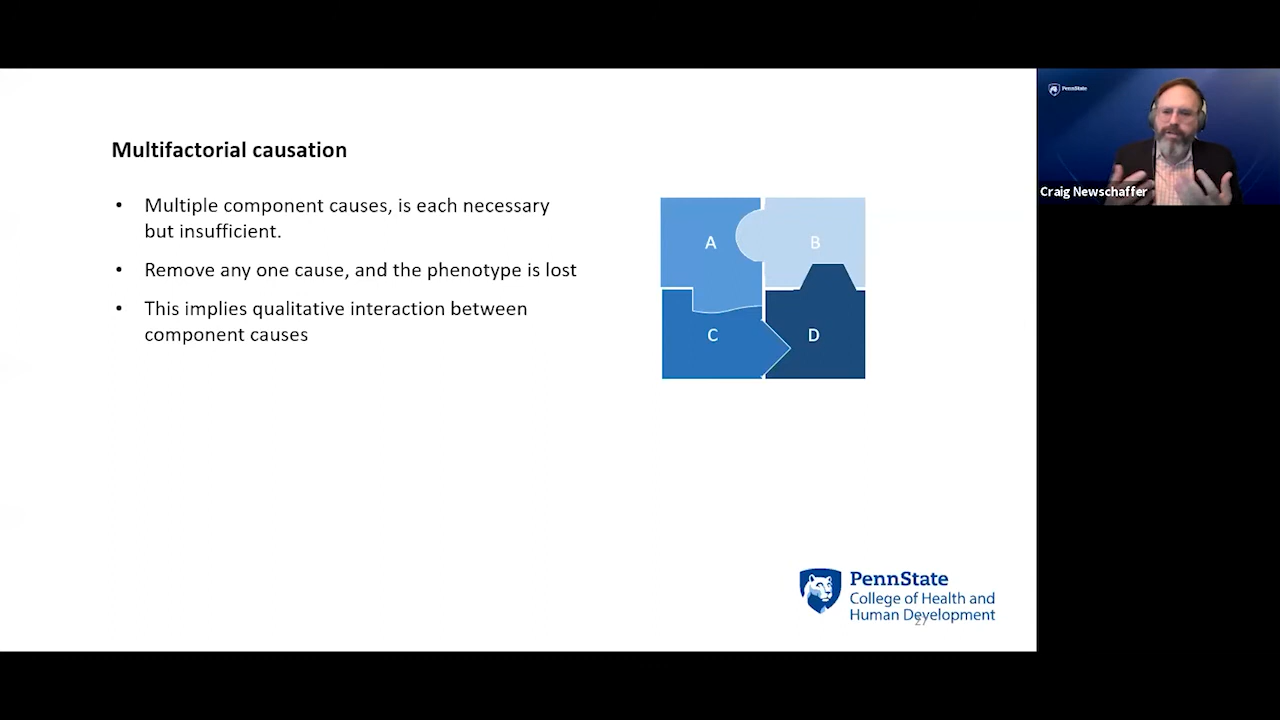 Multifactorial causation
• Multiple component causes, is each necessary
but insufficient.
• Remove any one cause, and the phenotype is lost
• This implies qualitative interaction between
component causes
A
B
C
D
PennState
College of Health and
Human Development
27
PennState
Craig Newschaffer